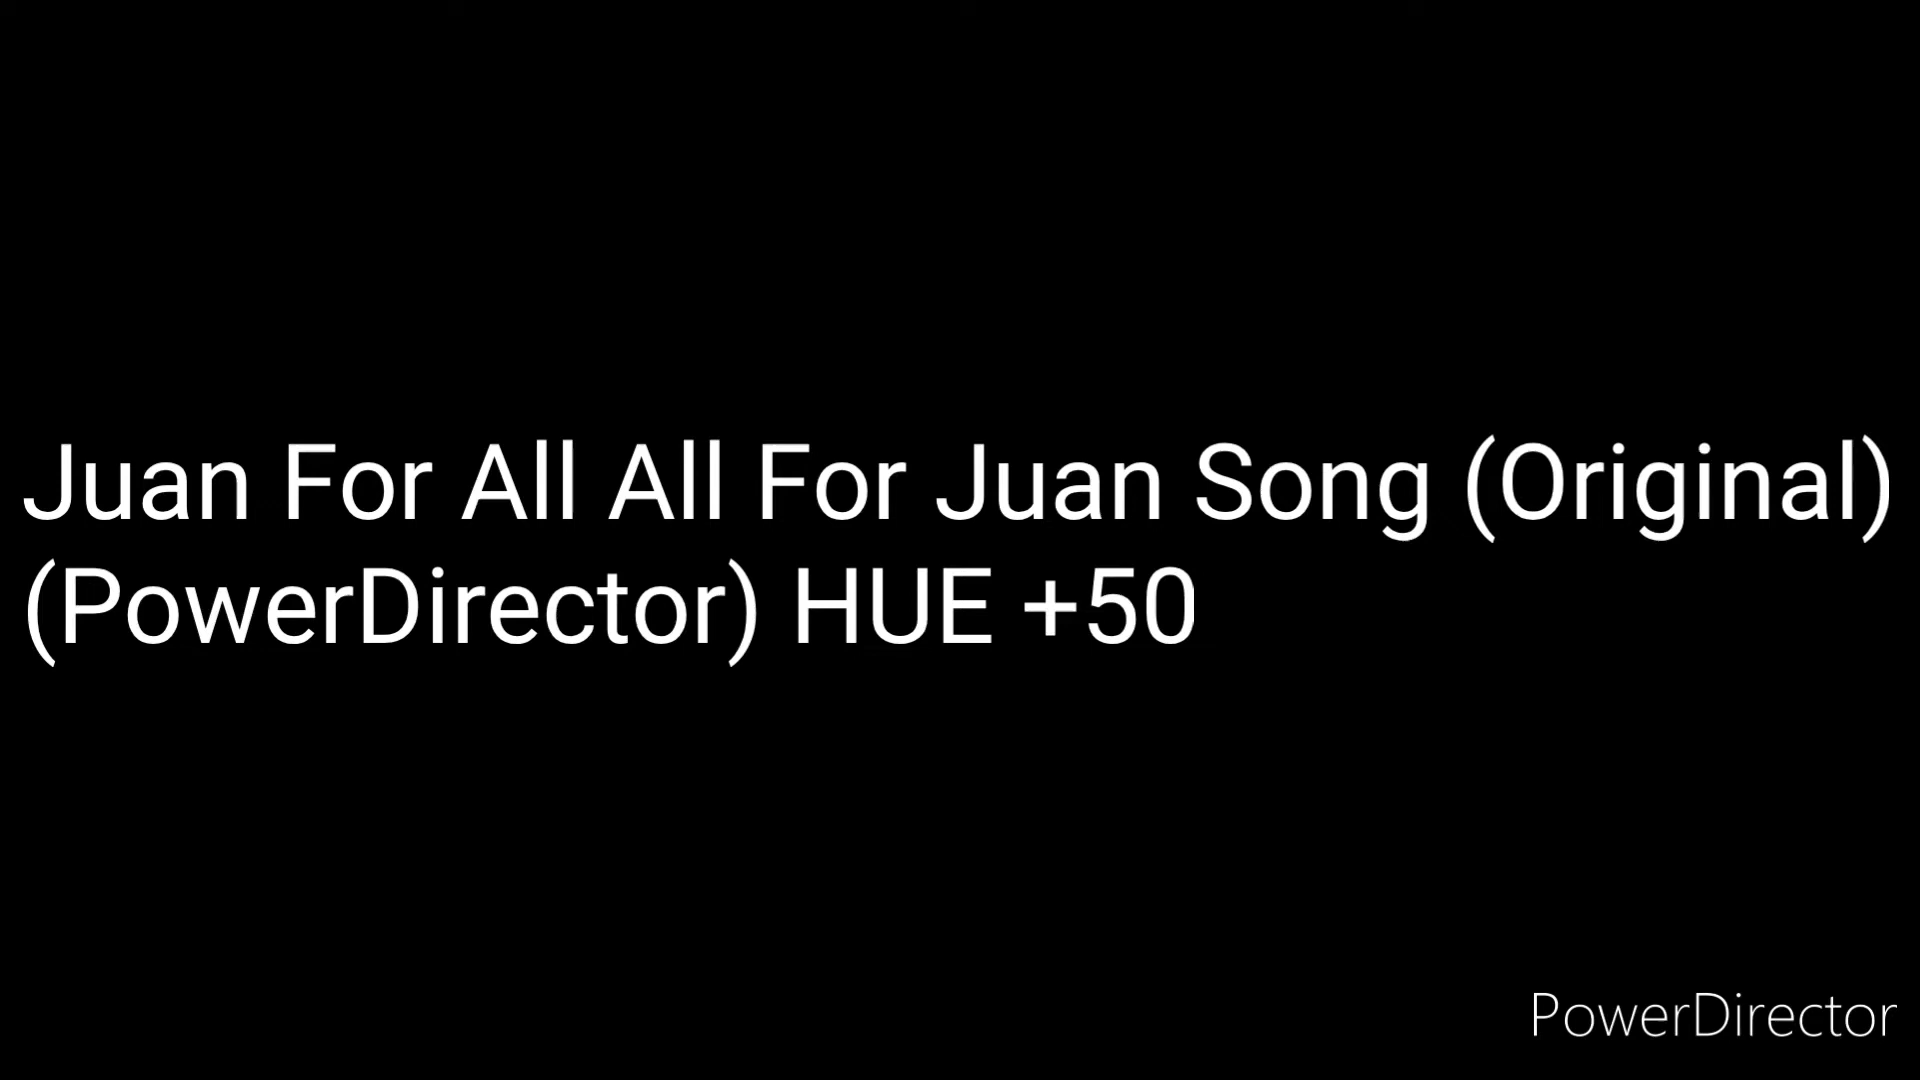 Juan For All All For Juan Song (Original)
(PowerDirector) HUE +50
PowerDirector